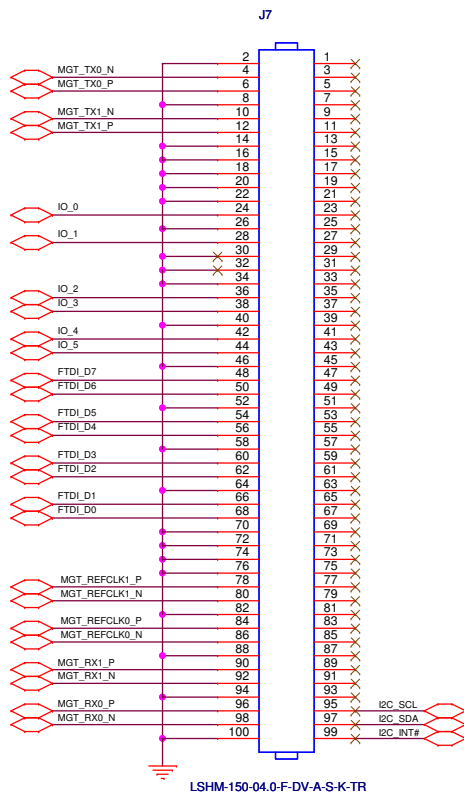 J7
2 1
MGT_TX0_N 4 3
MGT_TX0_P 6 5
8 7
MGT_TX1_N 10 9
MGT_TX1_P 12 11
14 13
16 15
18 17
20 19
22 21
IO_0 24 23
26 25
IO_1 28 27
30 29
32 31
34 33
IO_2 36 35
IO_3 38 37
40 39
IO_4 42 41
IO_5 44 43
46 45
FTDI_D7 48 47
FTDI_D6 50 49
52 51
FTDI_D5 54 53
FTDI_D4 56 55
58 57
FTDI_D3 60 59
FTDI_D2 62 61
64 63
FTDI_D1 66 65
FTDI_D0 68 67
70 69
72 71
74 73
76 75
MGT_REFCLK1_P 78 77
MGT_REFCLK1_N 80 79
82 81
MGT_REFCLK0_P 84 83
MGT_REFCLK0_N 86 85
88 87
MGT_RX1_P 90 89
MGT_RX1_N 92 91
94 93
MGT_RX0_P 96 95 I2C_SCL
MGT_RX0_N 98 97 I2C_SDA
100 99 I2C_INT#
LSHM-150-04.0-F-DV-A-S-K-TR